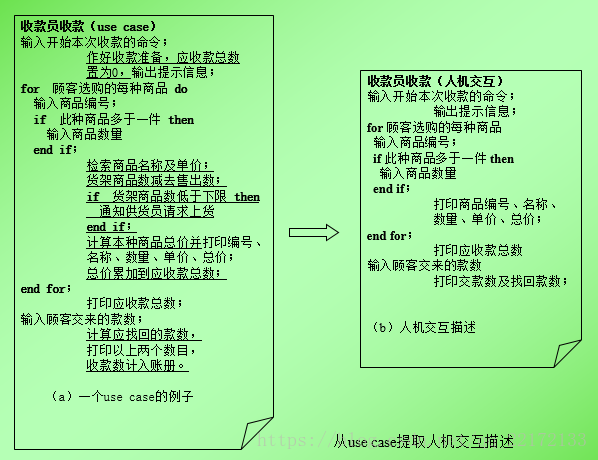 收款员收款（use case）
输入开始本次收款的命令；
作好收款准备，应收款总数
置为0，输出提示信息；
for 顾客选购的每种商品 do
输入商品编号；
if 此种商品多于一件 then
输入商品数量
end if；
检索商品名称及单价；
货架商品数减去售出数；
if 货架商品数低于下限 then
通知供货员请求上货
end if；
计算本种商品总价并打印编号、
名称、数量、单价、总价；
总价累加到应收款总数；
end for；
打印应收款总数；
输入顾客交来的款数；
计算应找回的款数，
打印以上两个数目，
收款数计入账册。
（a）一个use case的例子
收款员收款（人机交互）
输入开始本次收款的命令；
输出提示信息；
for 顾客选购的每种商品
输入商品编号；
if 此种商品多于一件 then
输入商品数量
end if；
打印商品编号、名称、
数量、单价、总价；
end for；
打印应收款总数
输入顾客交来的款数
打印交款数及找回款数；
（b）人机交互描述
从use case提取人机交互描述